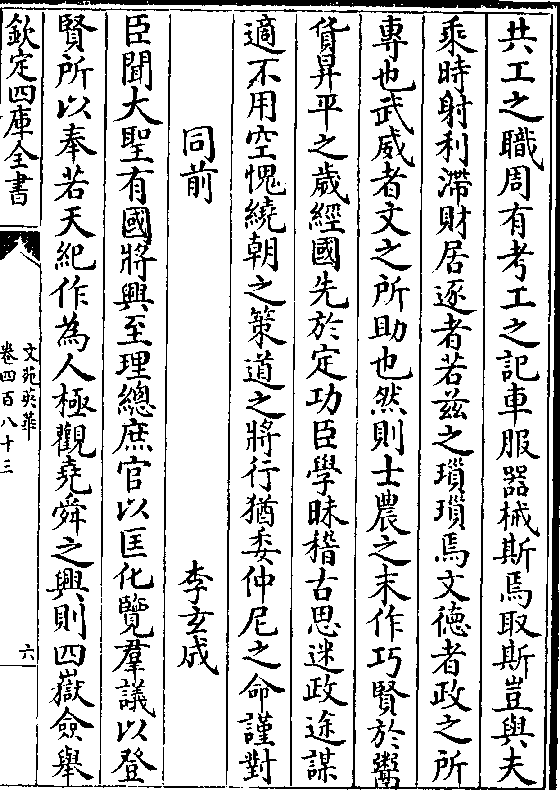 共工之職周有考工之記車服器械斯焉取斯豈與夫
乘時射利滯財居逐者若兹之瑣瑣焉文德者政之所
專也武威者文之所助也然則士農之末作巧賢於鬻
貨昇平之歲經國先於定功臣學昧稽古思迷政途謀
適不用空愧繞朝之策道之將行猶委仲尼之命謹對
同前 李玄成
臣聞大聖有國將興至理總庶官以匡化覽羣議以登
賢所以奉若天紀作為人極觀堯舜之興則四嶽僉舉
欽定四庫全書
文苑英華
卷四百八十三
六